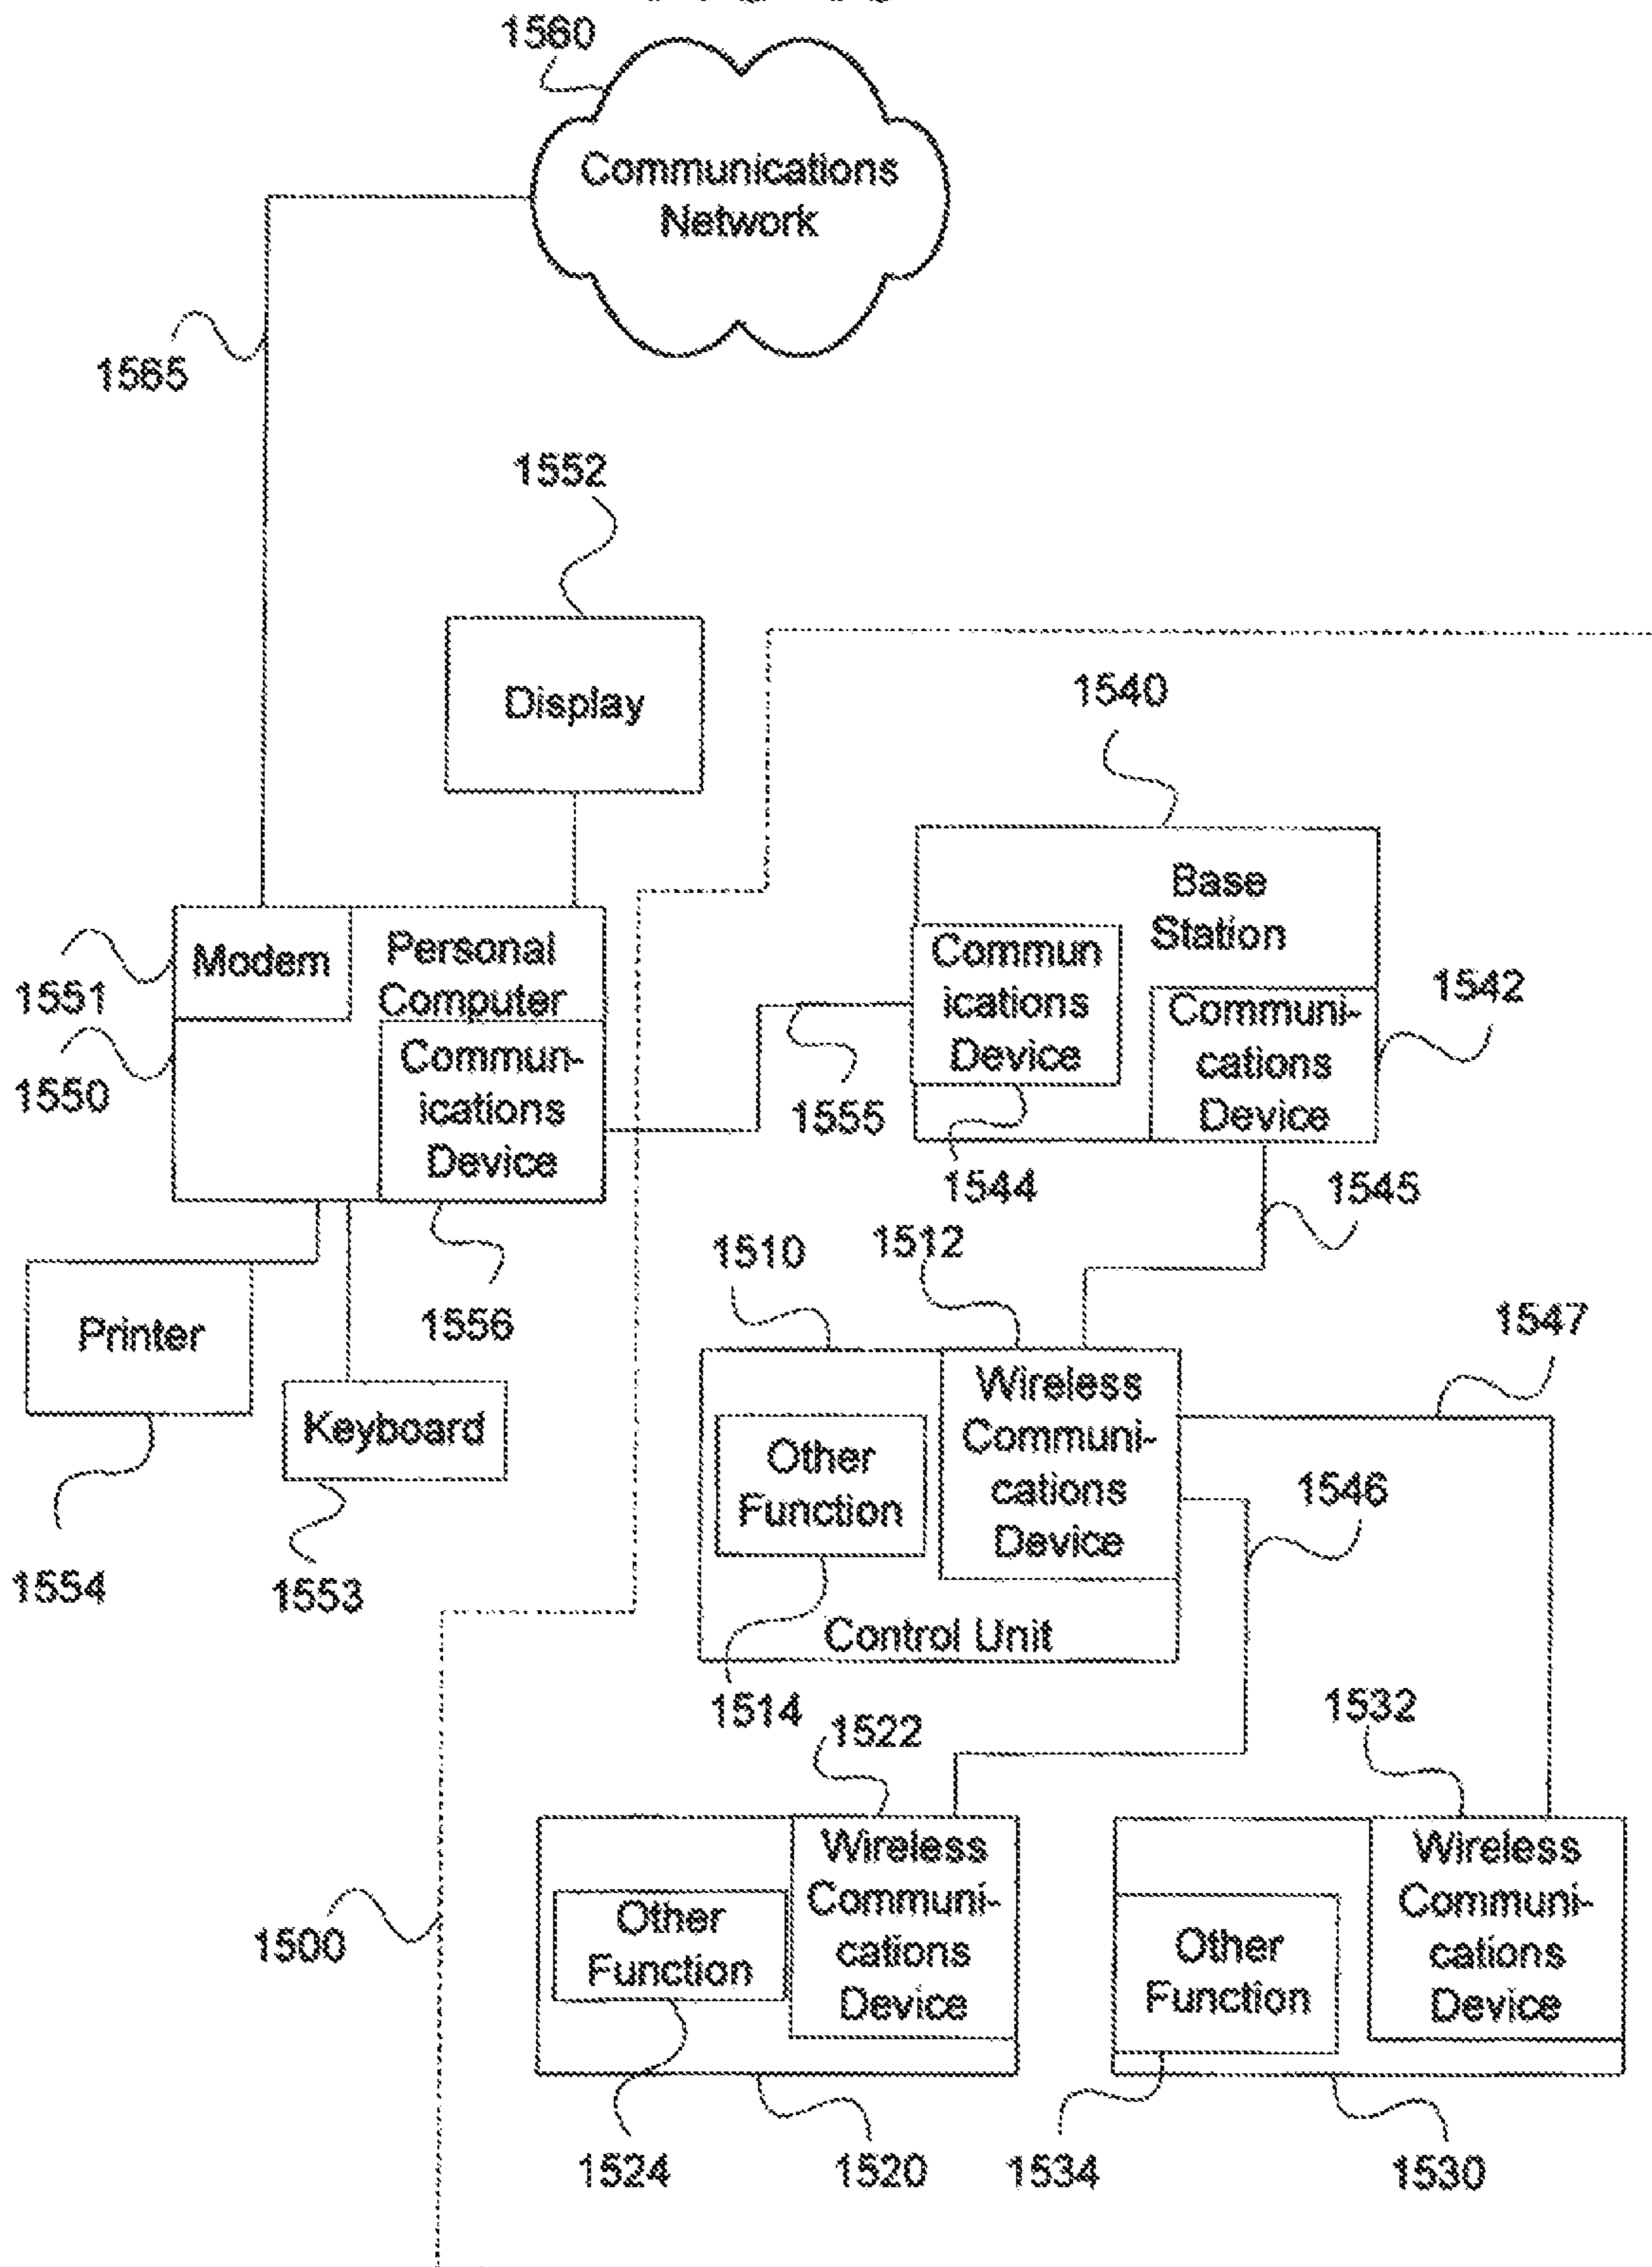 1560
Communications
Network
1565
1552
Display
1540
Base
Station
Modem
Personal
Computer
1551
1550
Commun-
ications
Device
Commun
ications
Device
Communi-
cations
Device
1542
1555
1544
1545
1556
Printer
Keyboard
1554
1553
1510
1512
1547
Wireless
Communi-
cations
Device
Other
Function
1546
Control Unit
1514
1522
1532
1500
Other
Function
Wireless
Communi-
cations
Device
Other
Function
Wireless
Communi-
cations
Device
1524
1520
1534
1530